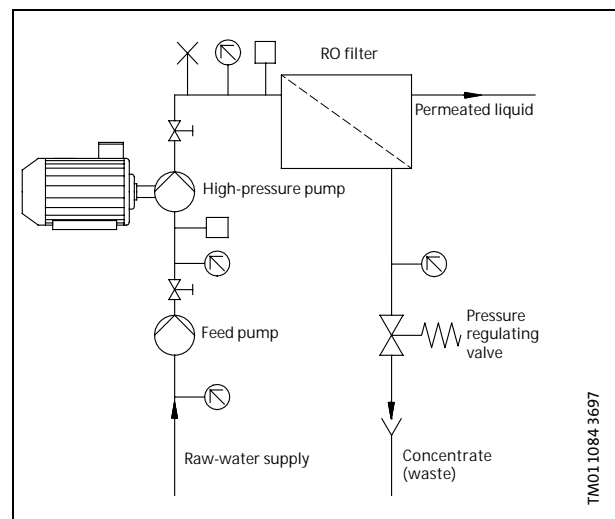 RO filter
Permeated liquid
High-pressure pump
Feed pump
Pressure
regulating
valve
Raw-water supply
Concentrate
(waste)
TM01 1084 3697